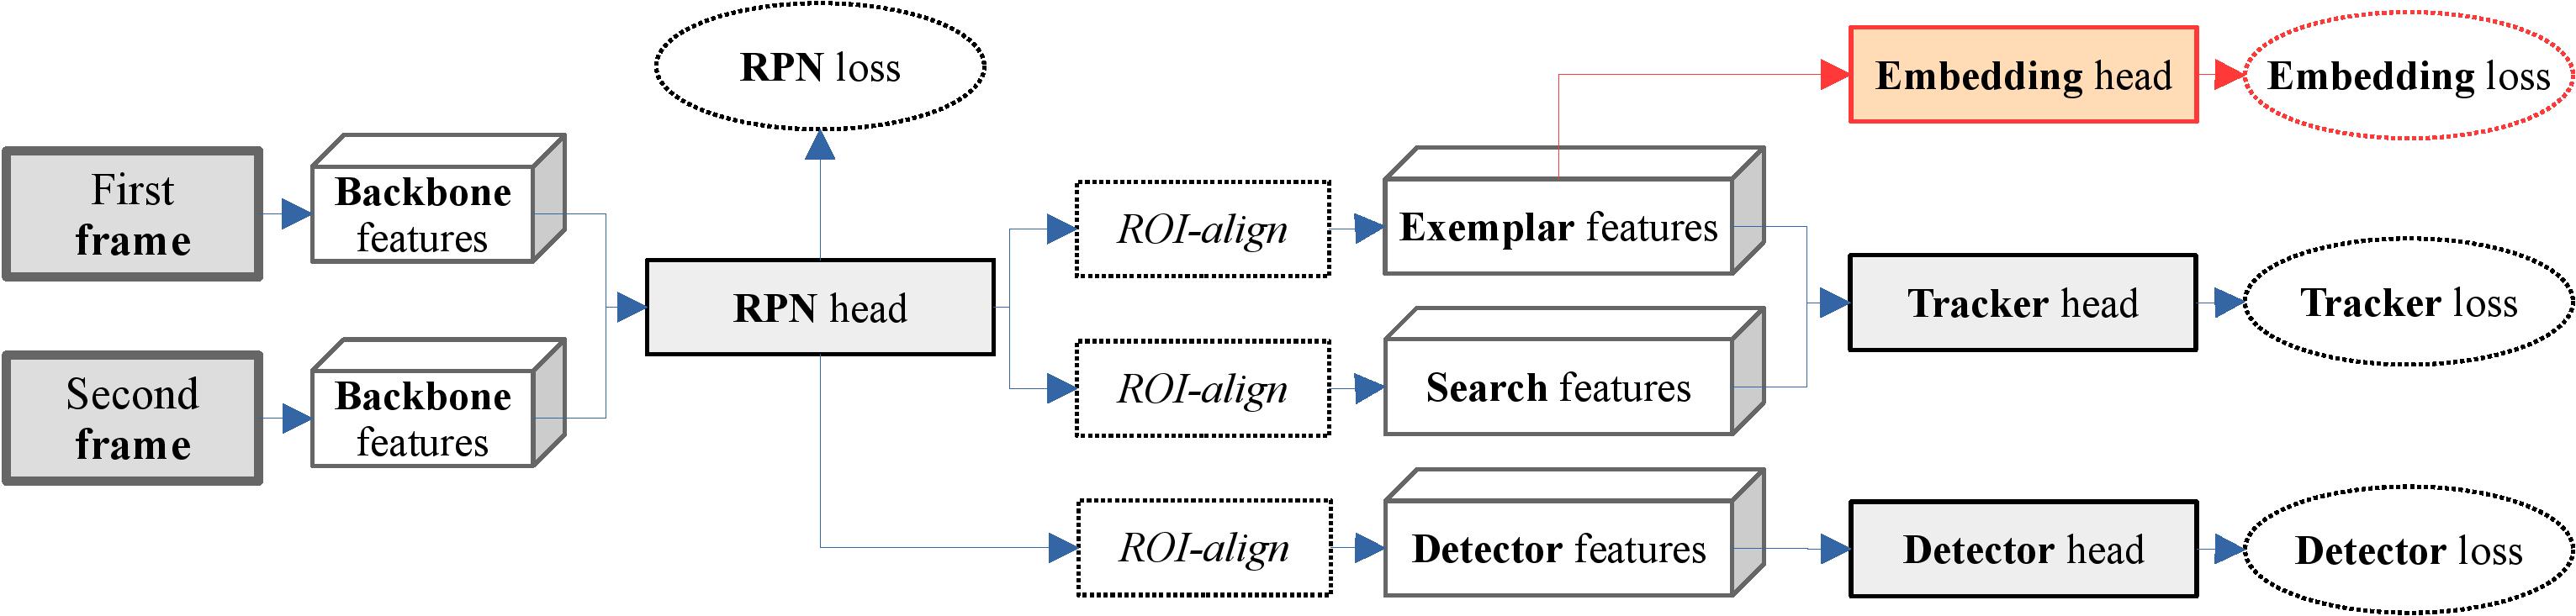 First
frame
Backbone
features
Second
frame
Backbone
features
RPN loss
RPN head
ROI-align
ROI-align
ROI-align
Exemplar features
Search features
Detector features
Embedding head
Embedding loss
Tracker head
Tracker loss
Detector head
Detector loss